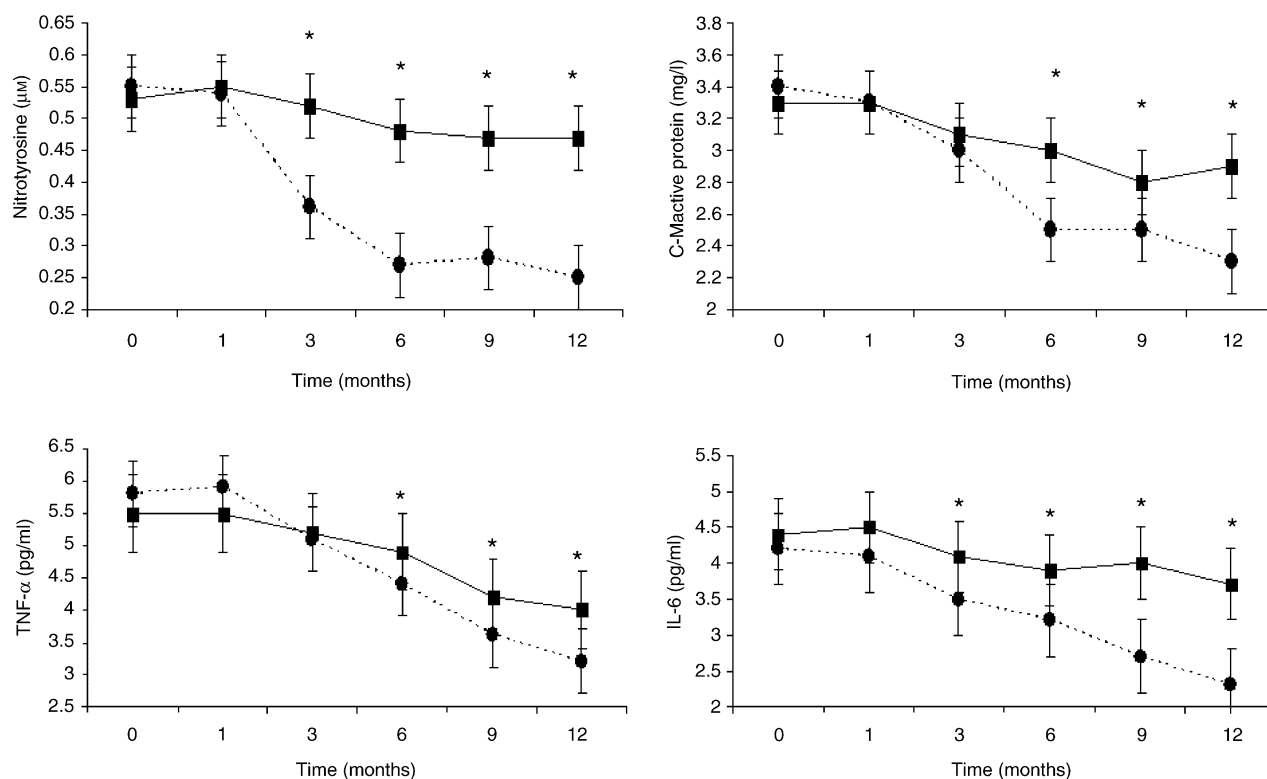 0.65
0.6
0.55
0.5
0.45
0.4
0.35
0.3
0.25
0.2
Nitrotyrosine (μM)
* * * *
0 1 3 6 9 12
Time (months)
3.8
3.6
3.4
3.2
3
2.8
2.6
2.4
2.2
2
C-Mactive protein (mg/l)
* * *
0 1 3 6 9 12
Time (months)
6.5
6
5.5
5
4.5
4
3.5
3
2.5
TNF-α (pg/ml)
* * *
0 1 3 6 9 12
Time (months)
5.5
5
4.5
4
3.5
3
2.5
2
IL-6 (pg/ml)
* * * *
0 1 3 6 9 12
Time (months)